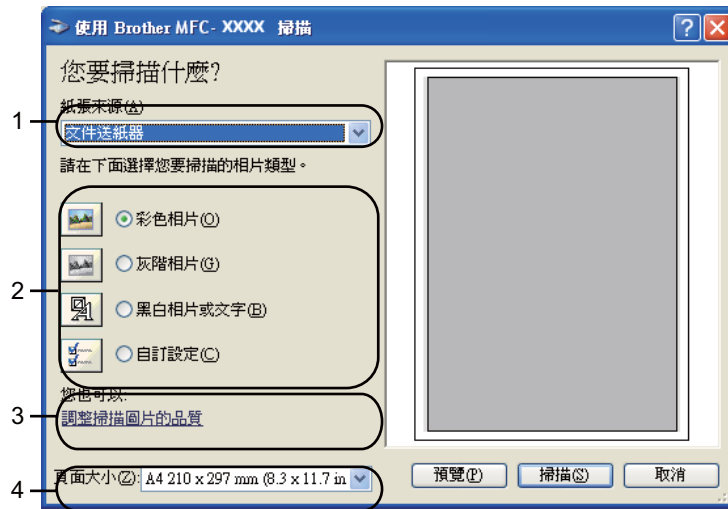 使用 Brother MFC- XXXX 掃描
您要掃描什麼?
紙張來源(A)
1
文件送紙器
請在下面選擇您要掃描的相片類型。
彩色相片(O)
灰階相片(G)
2
黑白相片或文字(B)
自訂設定(C)
您也可以:
3
調整掃描圖片的品質
頁面大小(Z): A4 210 x 297 mm (8.3 x 11.7 in
4
預覽(P) 掃描(S) 取消